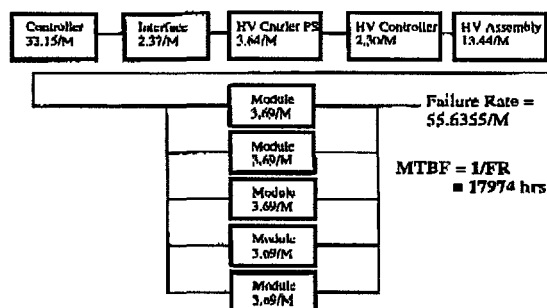 Controller
33.15/M
Interface
2.37/M
HV Cntrler PS
3.64/M
HV Controller
2.30/M
HV Assembly
13.44/M
Module
3.69/M
Module
3.69/M
Module
3.69/M
Module
3.69/M
Module
3.69/M
Failure Rate =
55.6355/M
MTBF = 1/FR
= 17974 hrs